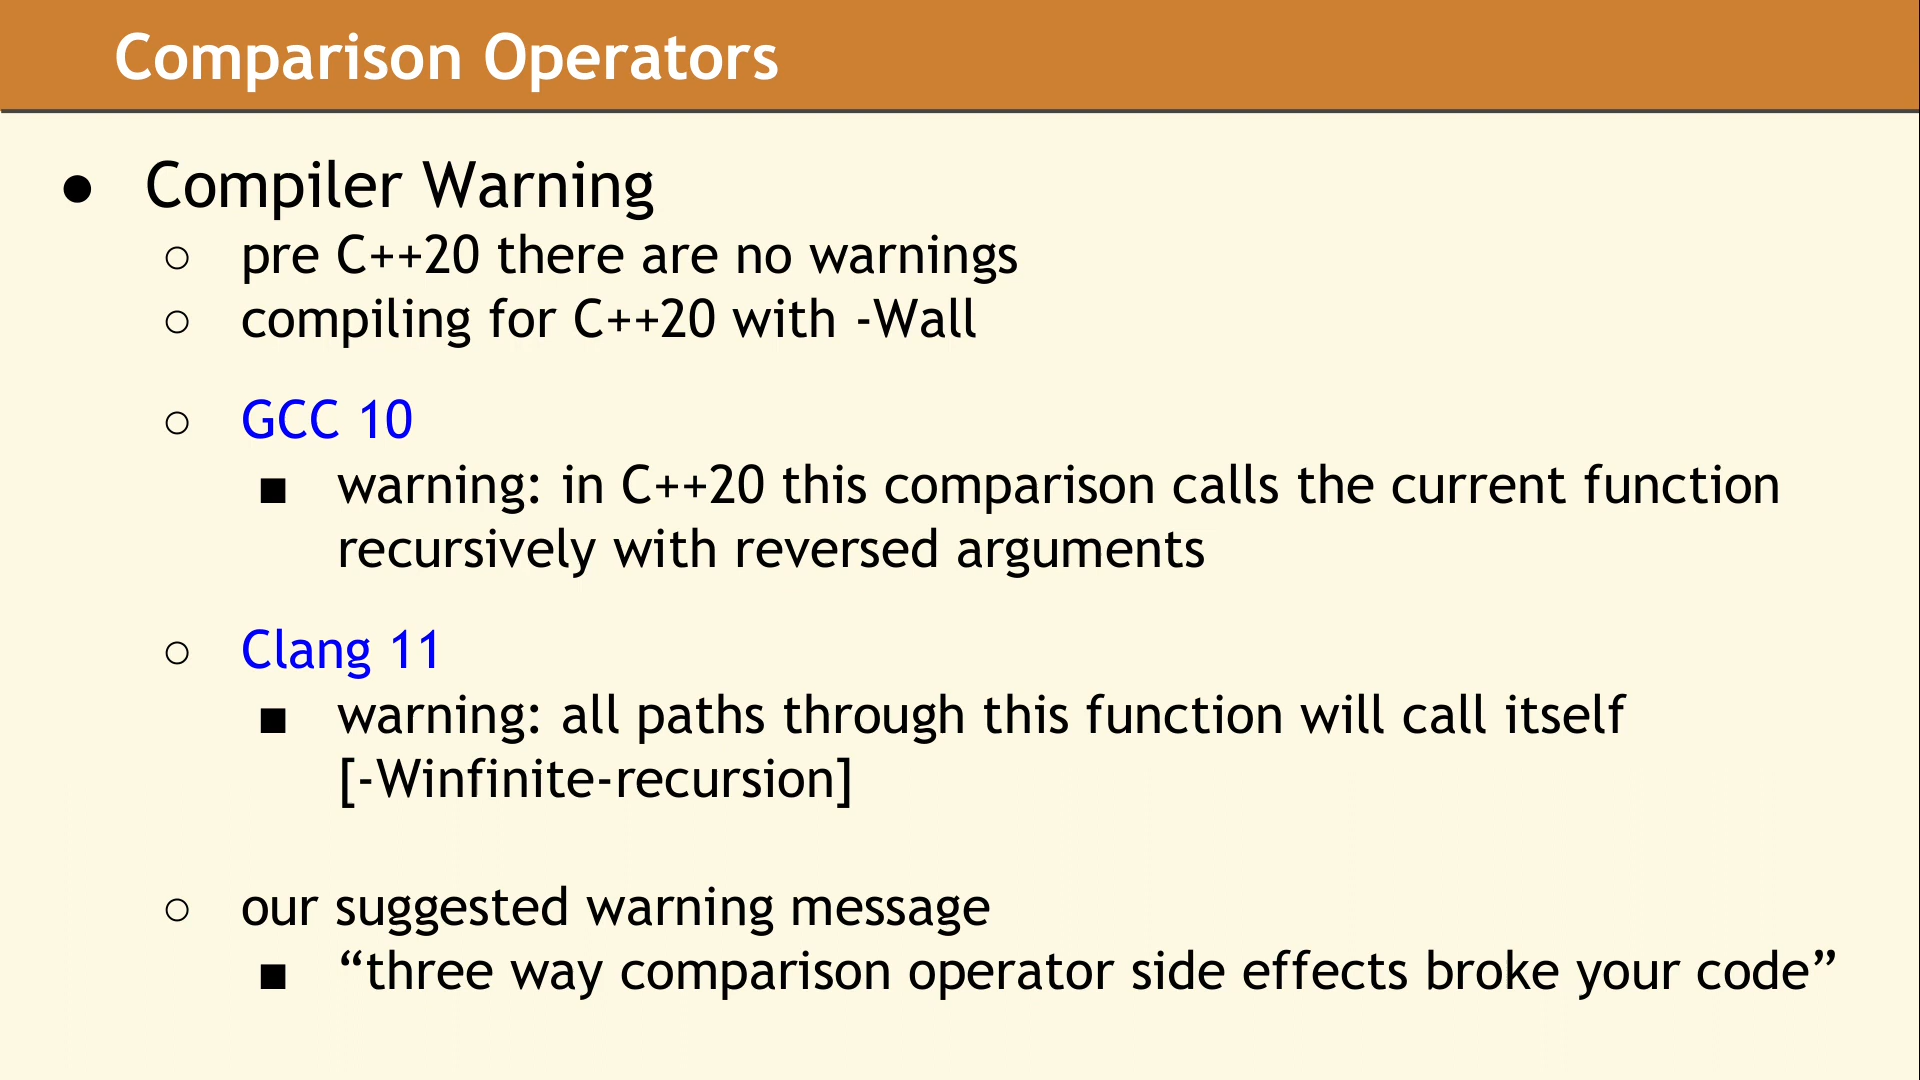 Comparison Operators
● Compiler Warning
○ pre C++20 there are no warnings
○ compiling for C++20 with -Wall
○ GCC 10
■ warning: in C++20 this comparison calls the current function
recursively with reversed arguments
○ Clang 11
■ warning: all paths through this function will call itself
[-Winfinite-recursion]
○ our suggested warning message
■ “three way comparison operator side effects broke your code”